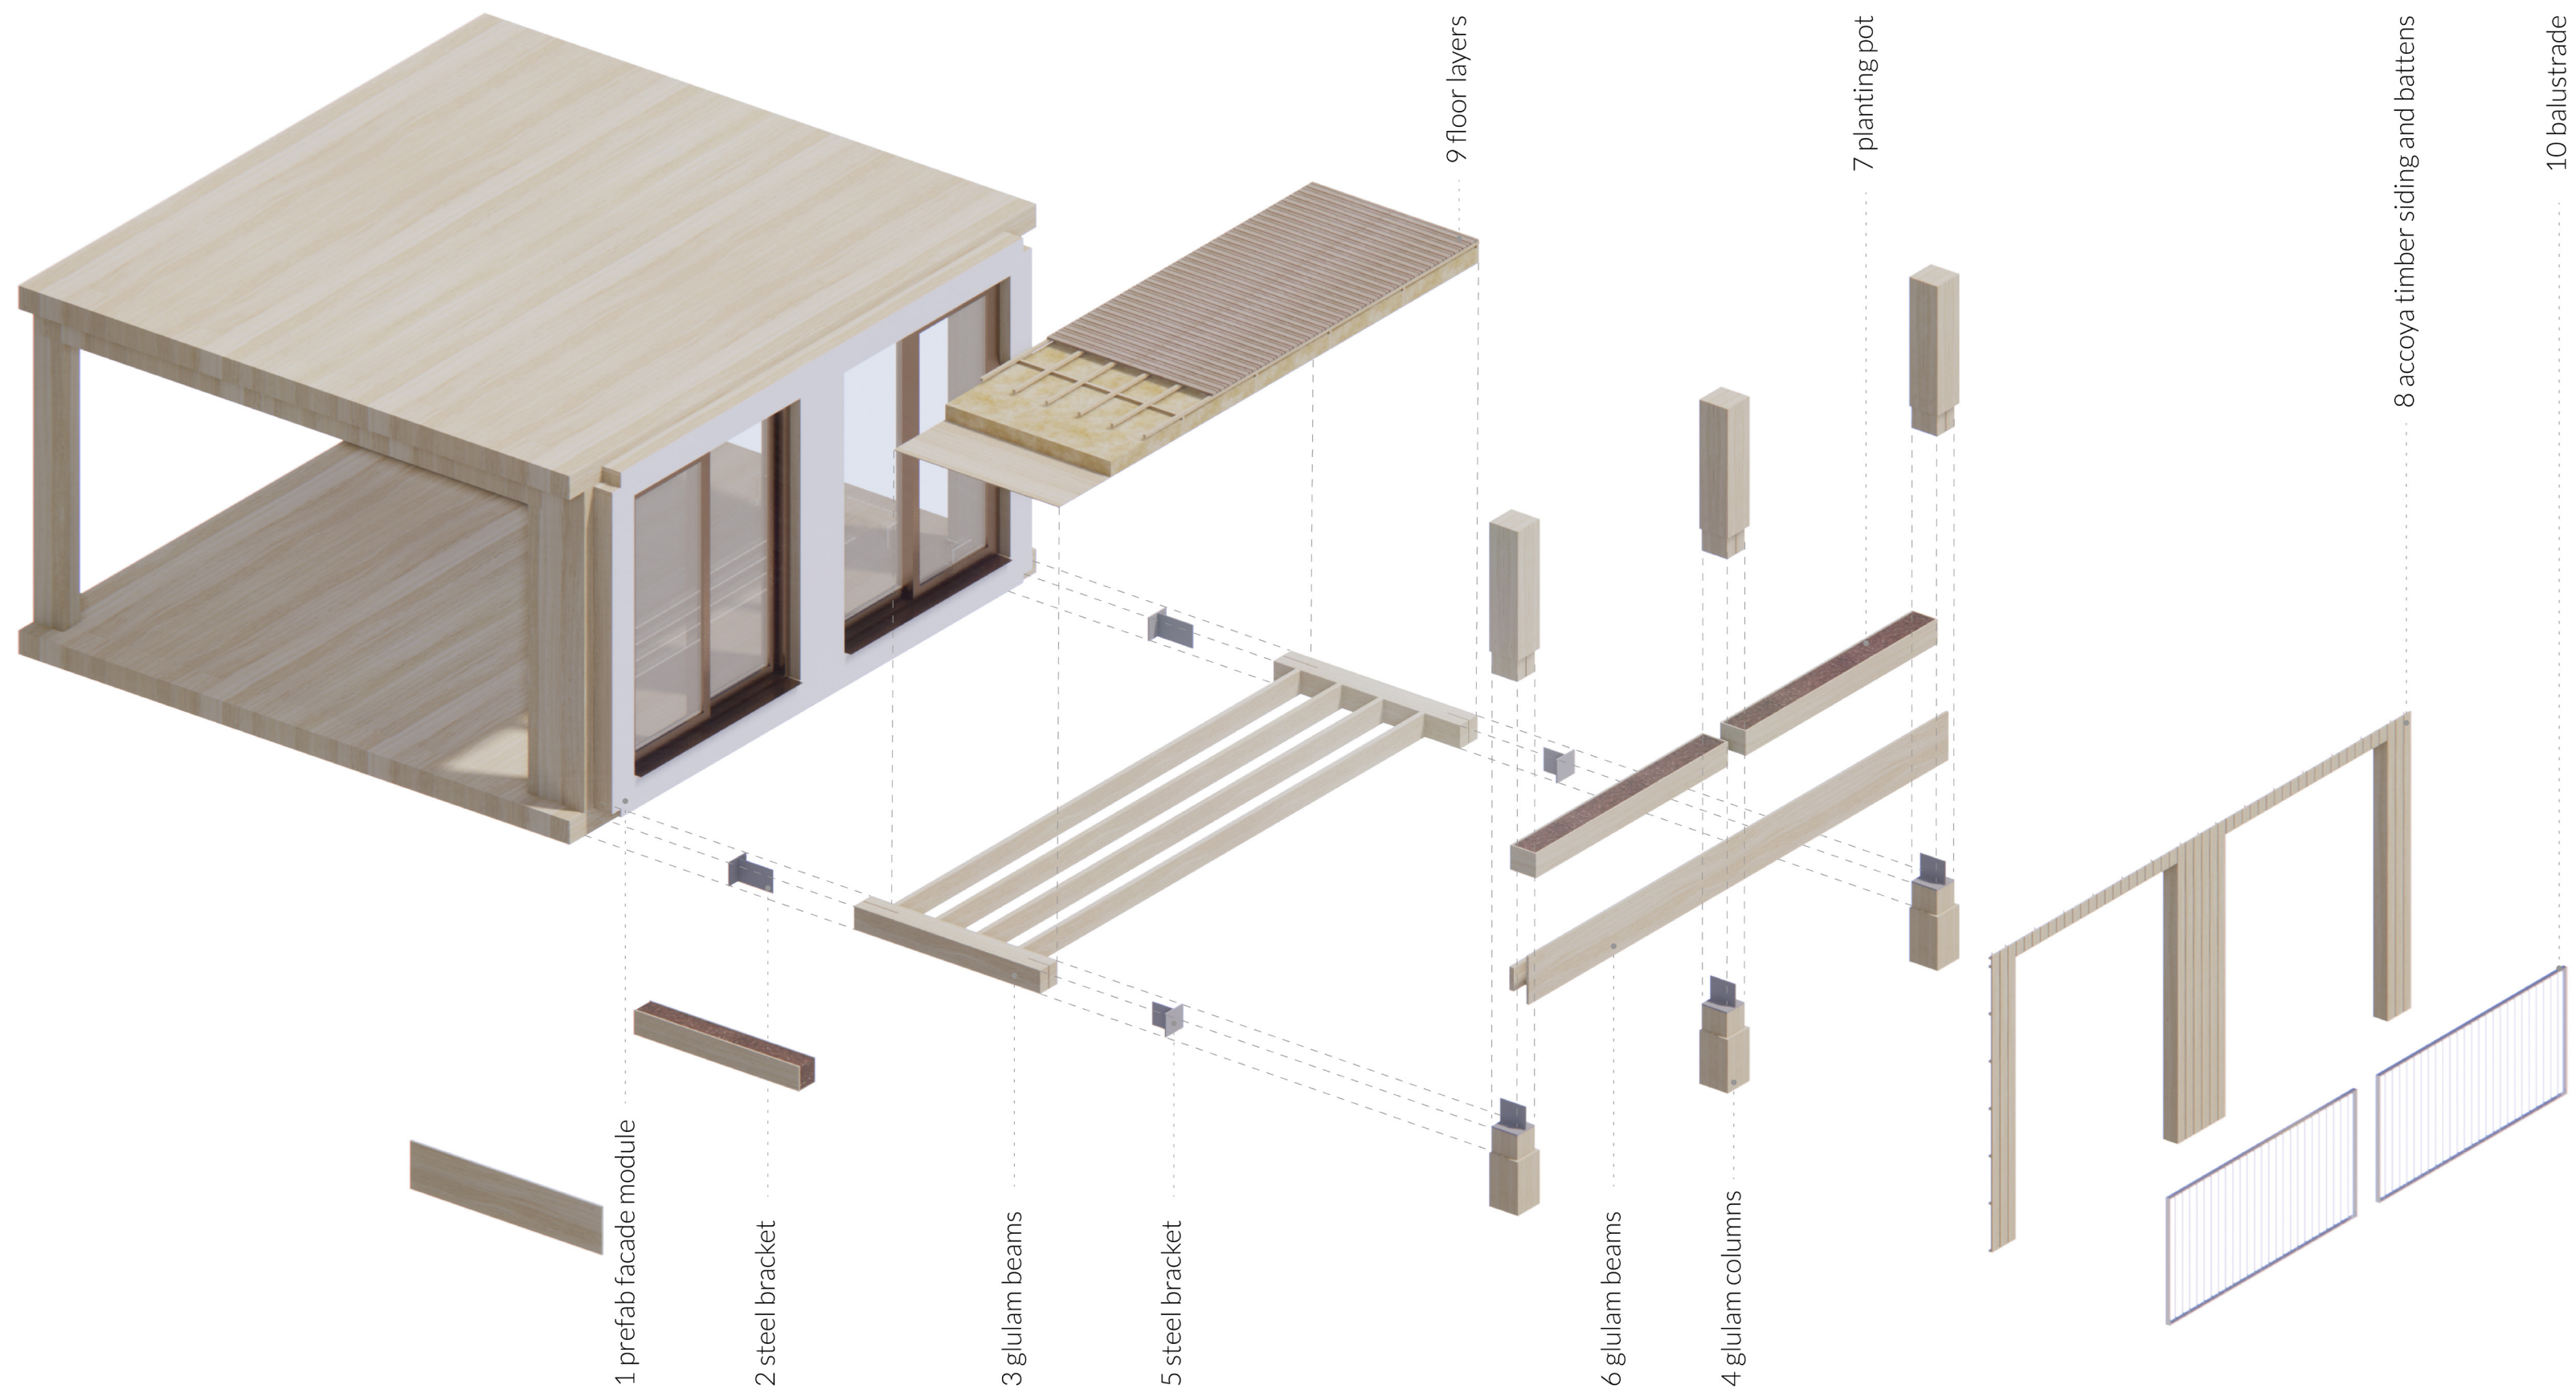 1 prefab facade module
2 steel bracket
3 glulam beams
5 steel bracket
6 glulam beams
4 glulam columns
9 floor layers
7 planting pot
8 accoya timber siding and battens
10 balustrade